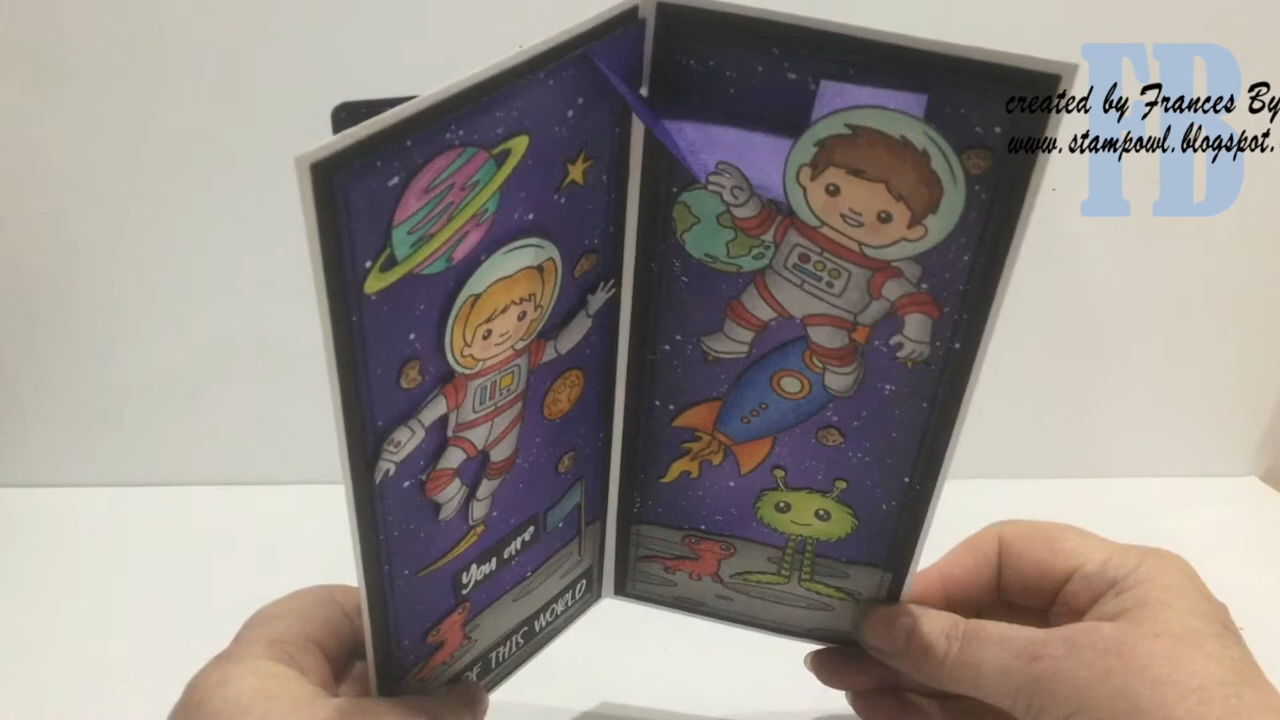 FB
created by Frances By
www.stampowl.blogspot.
You are
OF THIS WORLD